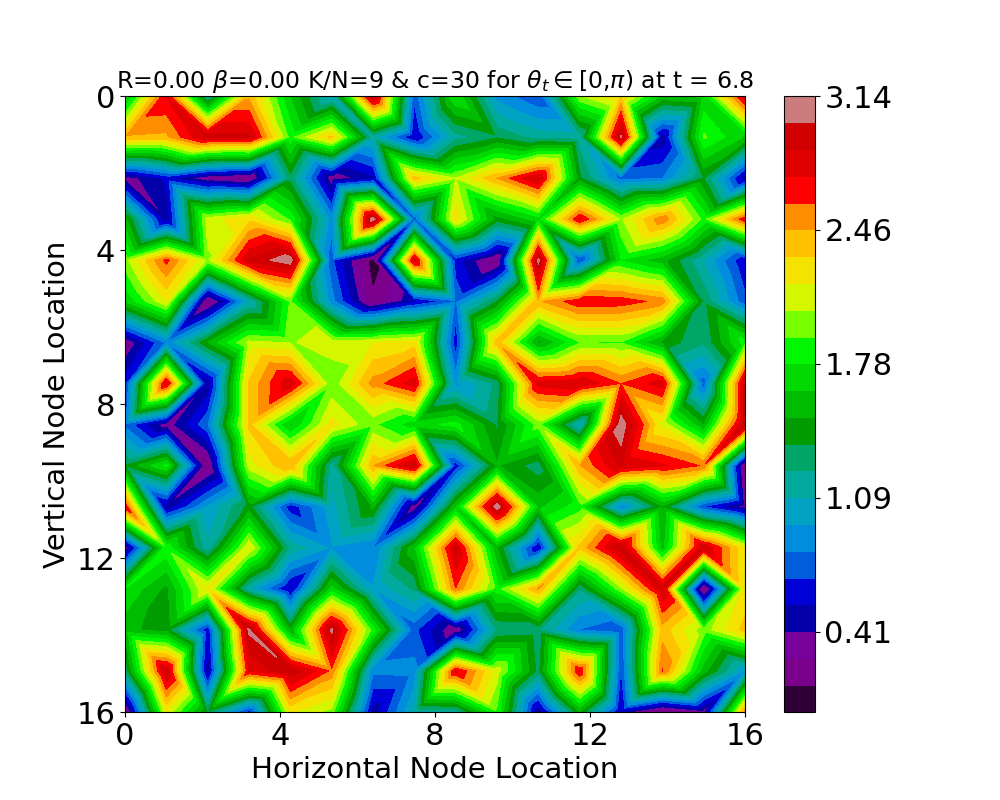 R=0.00 β=0.00 K/N=9 & c=30 for θ_t ∈ [0,π) at t = 6.8
0
4
8
12
16
Vertical Node Location
0 4 8 12 16
Horizontal Node Location
3.14
2.46
1.78
1.09
0.41